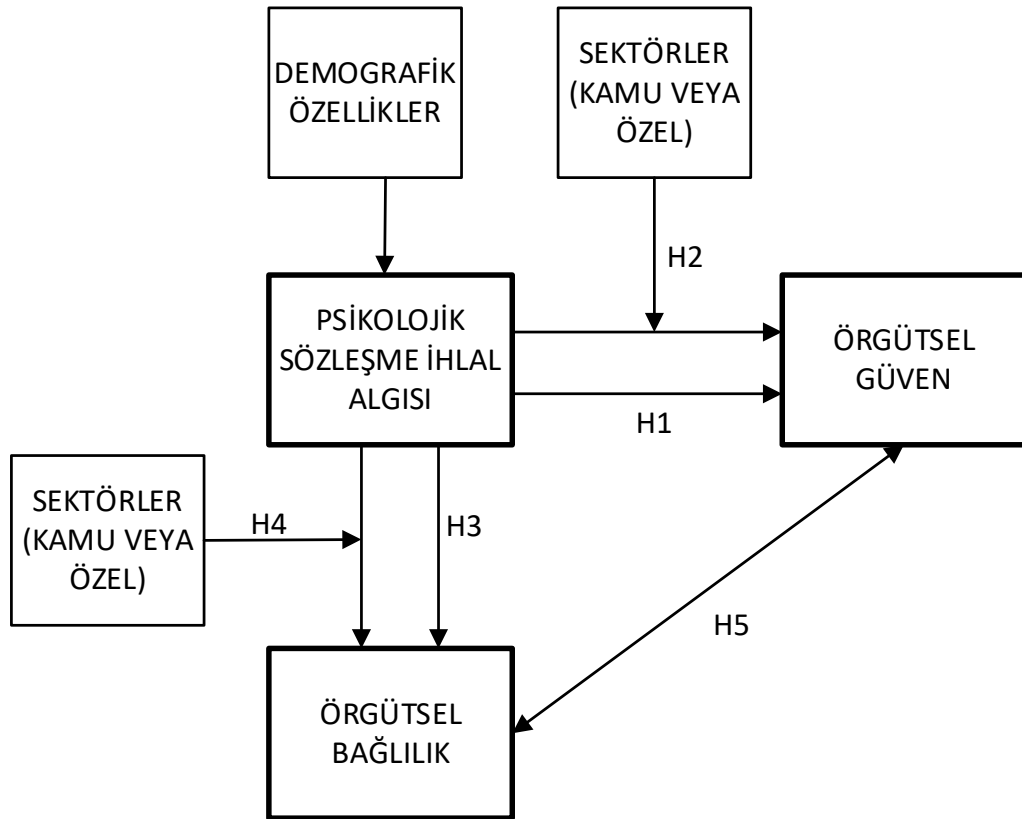 DEMOGRAFİK
ÖZELLİKLER
SEKTÖRLER
(KAMU VEYA
ÖZEL)
H2
PSİKOLOJİK
SÖZLEŞME İHLAL
ALGISI
ÖRGÜTSEL
GÜVEN
H1
SEKTÖRLER
(KAMU VEYA
ÖZEL)
H4
H3
H5
ÖRGÜTSEL
BAĞLILIK